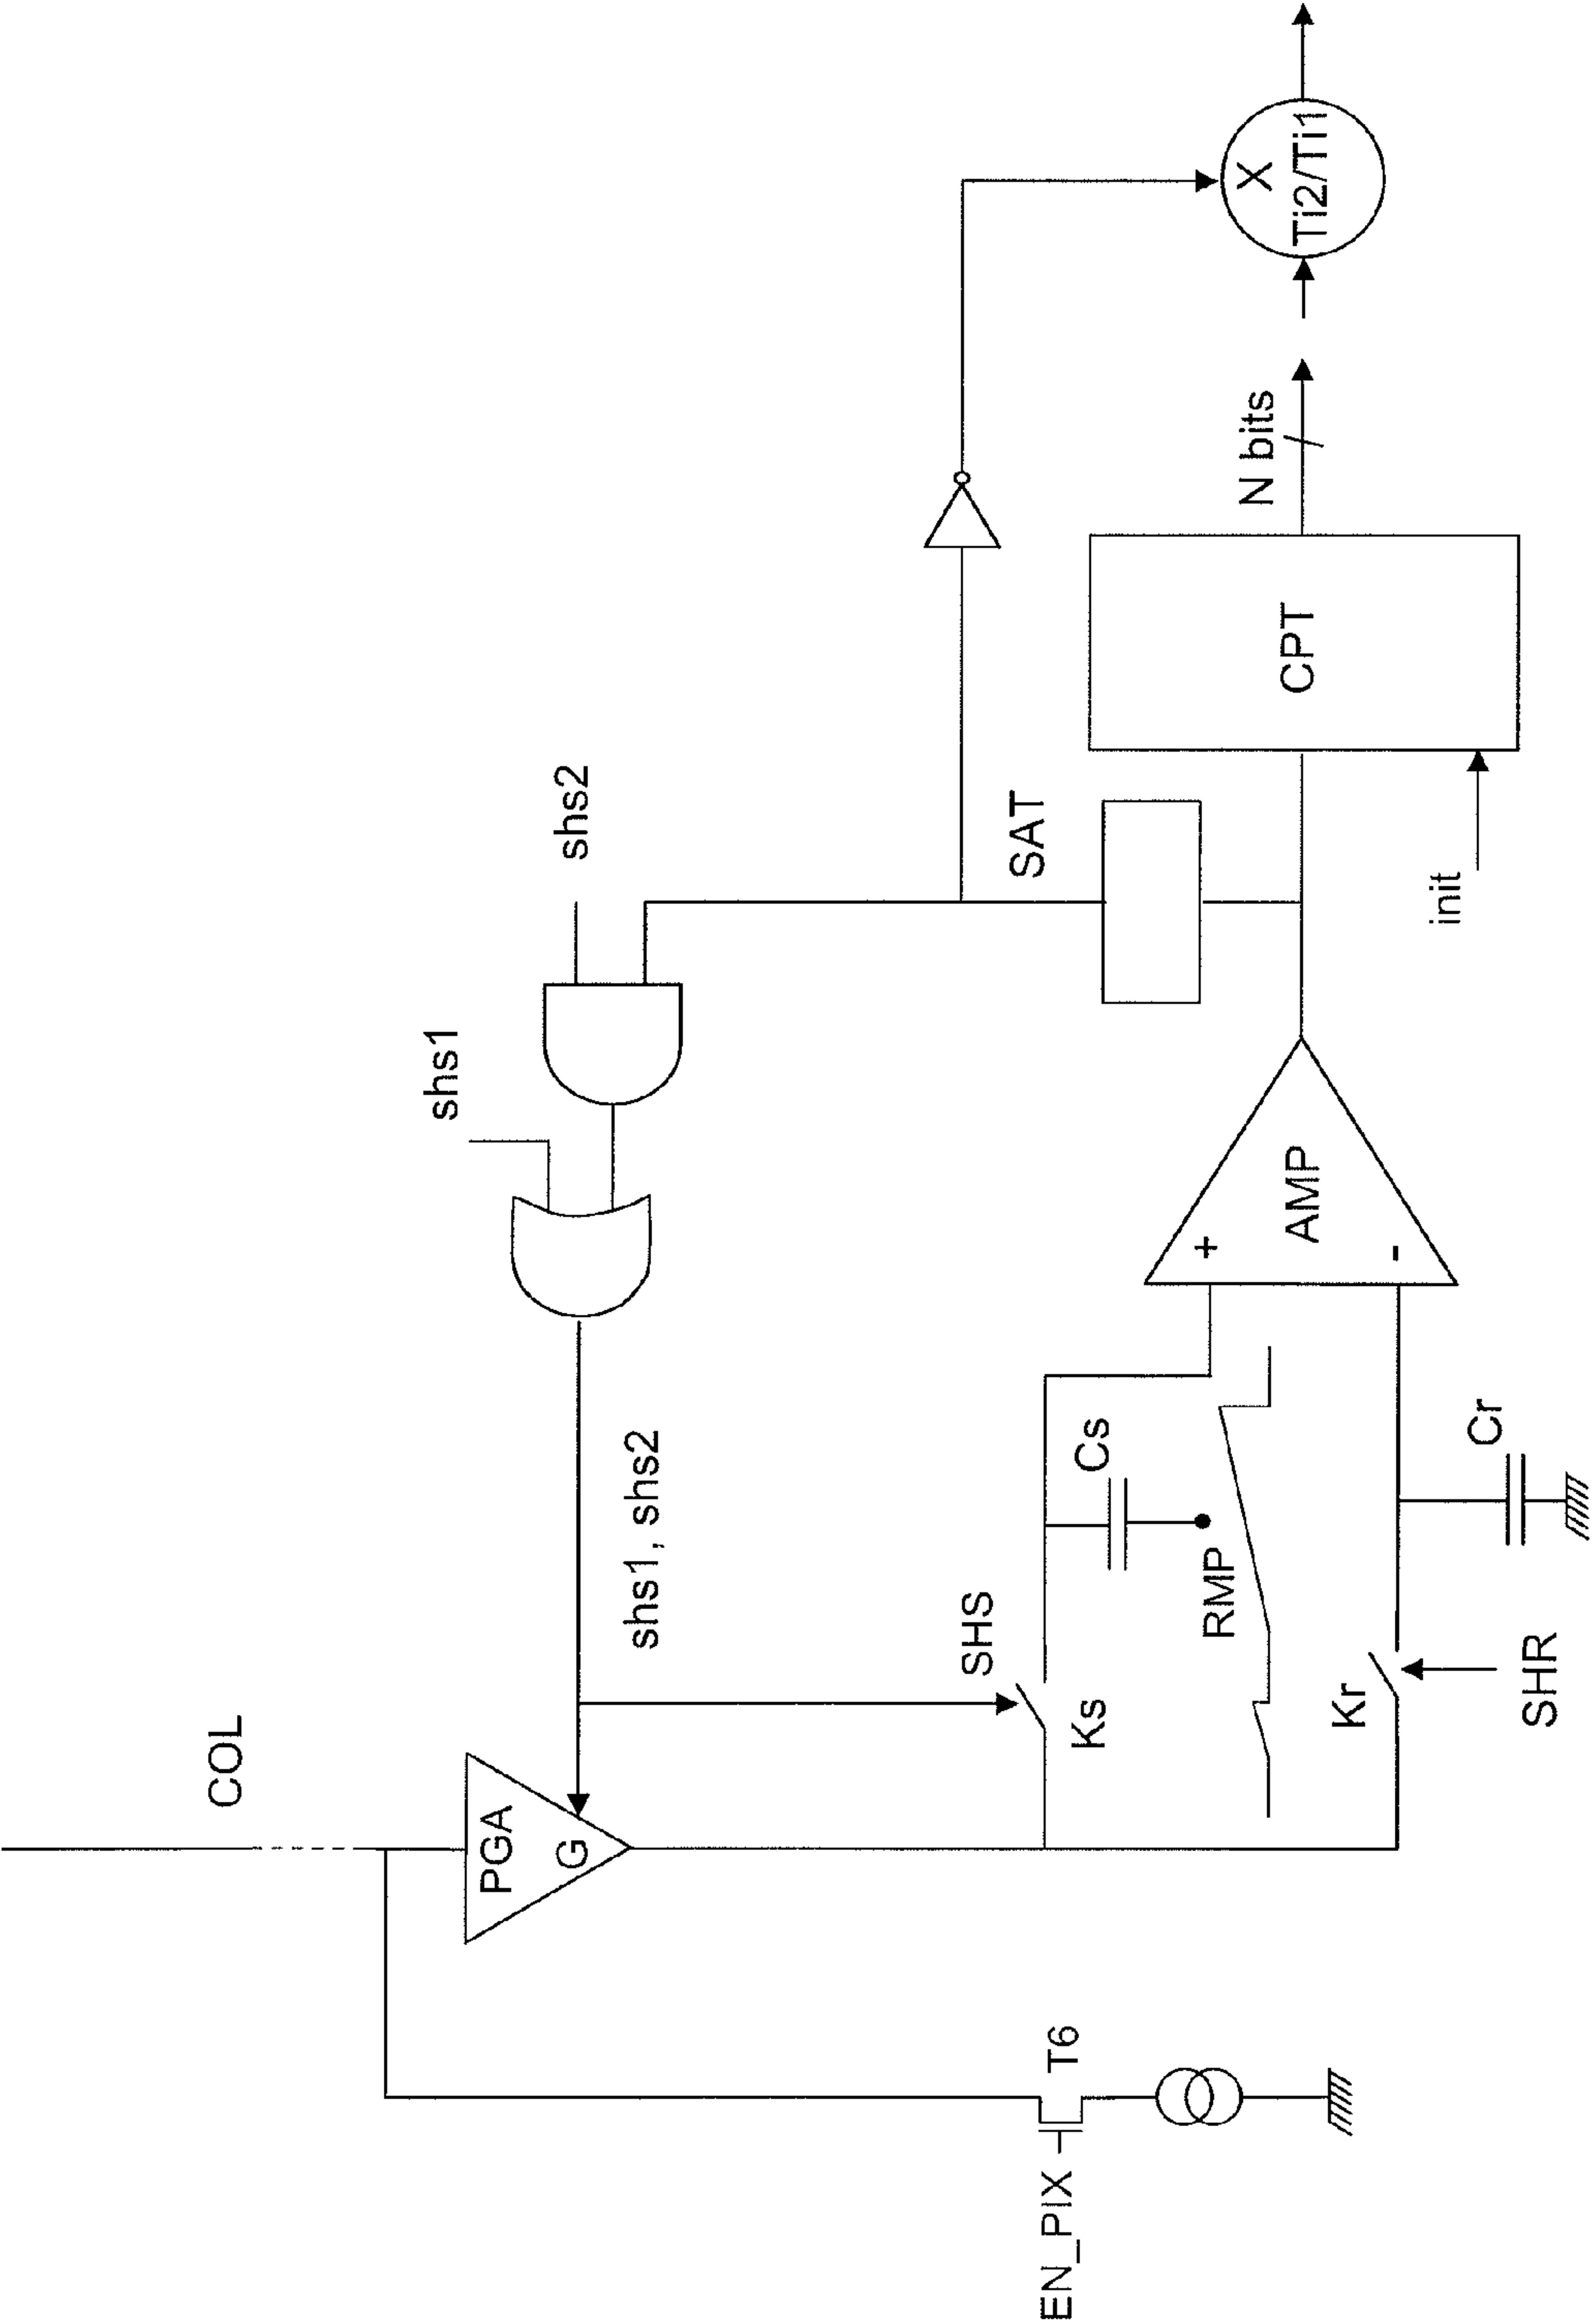 COL
PGA
G
shs1
shs2
shs1, shs2
SHS
Ks
Cs
RMP
Kr
SHR
Cr
+
-
AMP
SAT
init
CPT
N bits
X
Ti2/Ti1
EN_PIX
T6